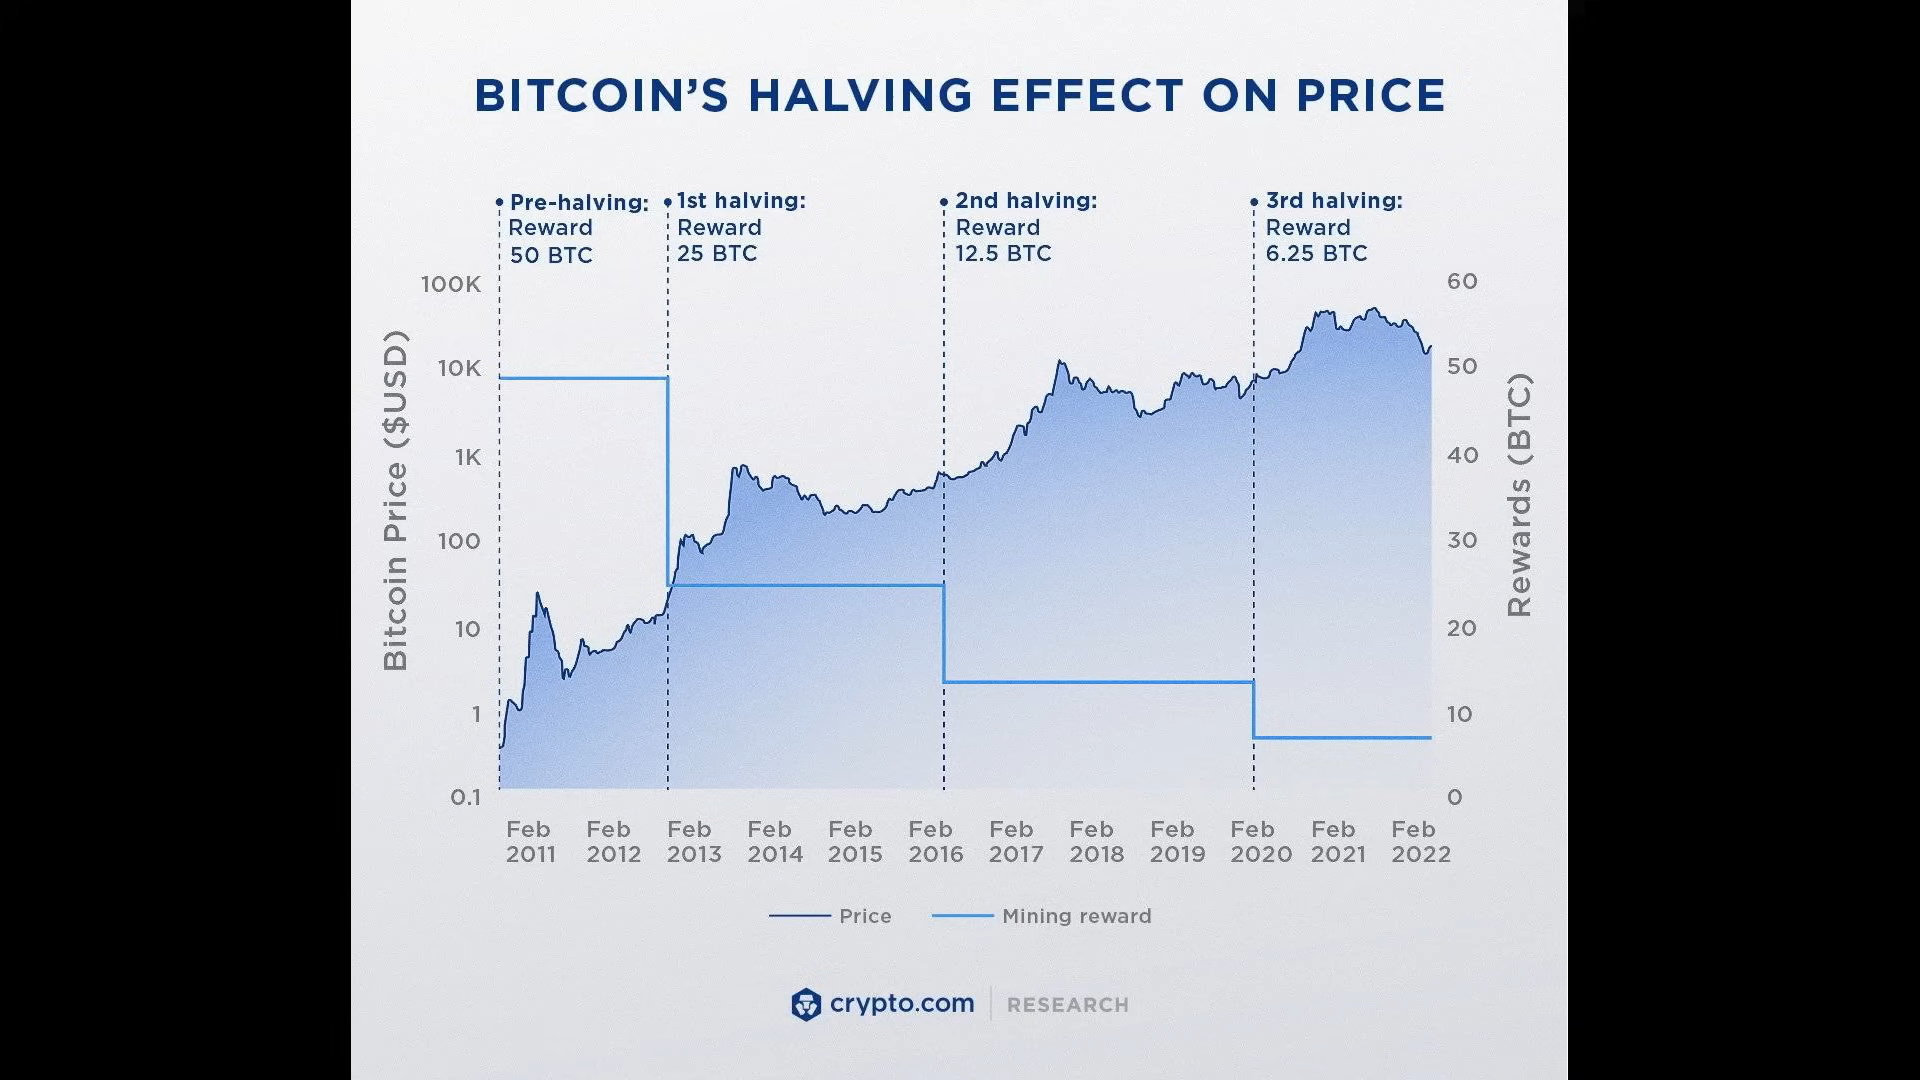 BITCOIN'S HALVING EFFECT ON PRICE
Pre-halving:
Reward
50 BTC
1st halving:
Reward
25 BTC
2nd halving:
Reward
12.5 BTC
3rd halving:
Reward
6.25 BTC
Bitcoin Price ($USD)
100K
10K
1K
100
10
1
0.1
60
50
40
30
20
10
0
Rewards (BTC)
Feb 2011
Feb 2012
Feb 2013
Feb 2014
Feb 2015
Feb 2016
Feb 2017
Feb 2018
Feb 2019
Feb 2020
Feb 2021
Feb 2022
Price
Mining reward
crypto.com RESEARCH